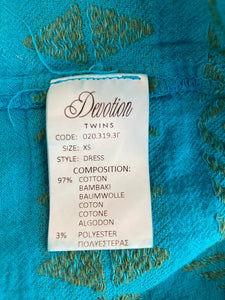 Devotion
TWINS
CODE: 020.319.3Γ
SIZE: XS
STYLE: DRESS
COMPOSITION:
97% COTTON
BAMBAKI
BAUMWOLLE
COTON
COTONE
ALGODON
3% POLYESTER
ΠΟΛΥΕΣΤΕΡΑΣ